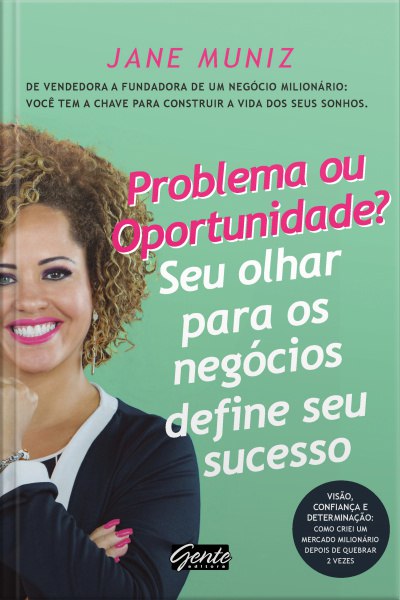 JANE MUNIZ
DE VENDEDORA A FUNDADORA DE UM NEGÓCIO MILIONÁRIO:
VOCÊ TEM A CHAVE PARA CONSTRUIR A VIDA DOS SEUS SONHOS.
Problema ou
Oportunidade?
Seu olhar
para os
negócios
define seu
sucesso
VISÃO,
CONFIANÇA E
DETERMINAÇÃO:
COMO CRIEI UM
MERCADO MILIONÁRIO
DEPOIS DE QUEBRAR
2 VEZES
Gente
editora